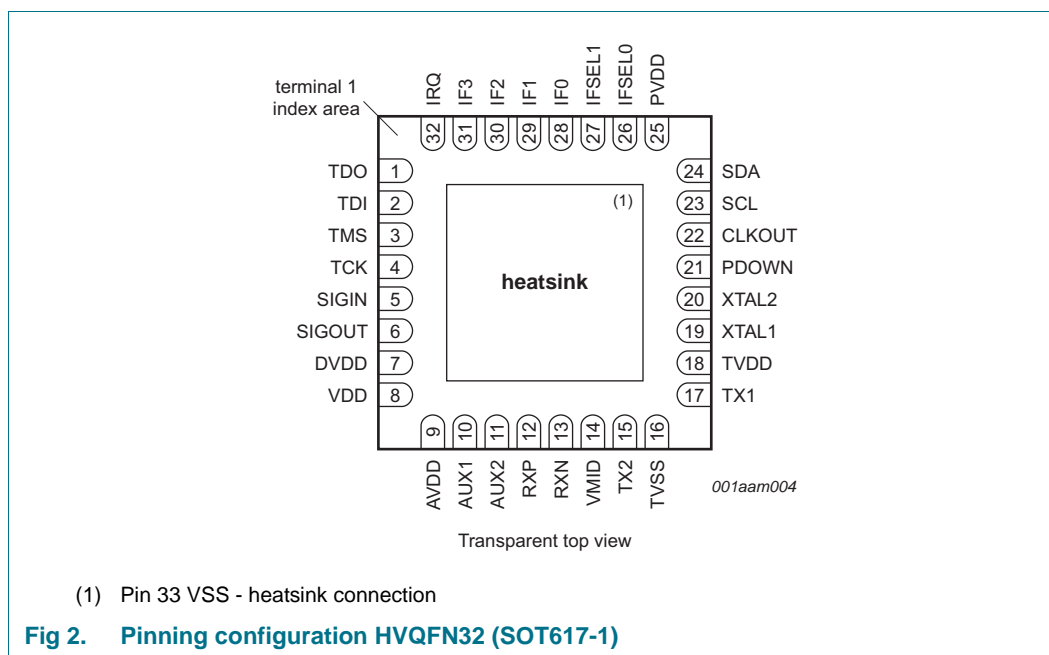 terminal 1
index area
IRQ
IF3
IF2
IF1
IF0
IFSEL1
IFSEL0
PVDD
32
31
30
29
28
27
26
25
TDO 1
TDI 2
TMS 3
TCK 4
SIGIN 5
SIGOUT 6
DVDD 7
VDD 8
(1)
heatsink
24 SDA
23 SCL
22 CLKOUT
21 PDOWN
20 XTAL2
19 XTAL1
18 TVDD
17 TX1
9
10
11
12
13
14
15
16
AVDD
AUX1
AUX2
RXP
RXN
VMID
TX2
TVSS
001aam004
Transparent top view
(1) Pin 33 VSS - heatsink connection
Fig 2. Pinning configuration HVQFN32 (SOT617-1)